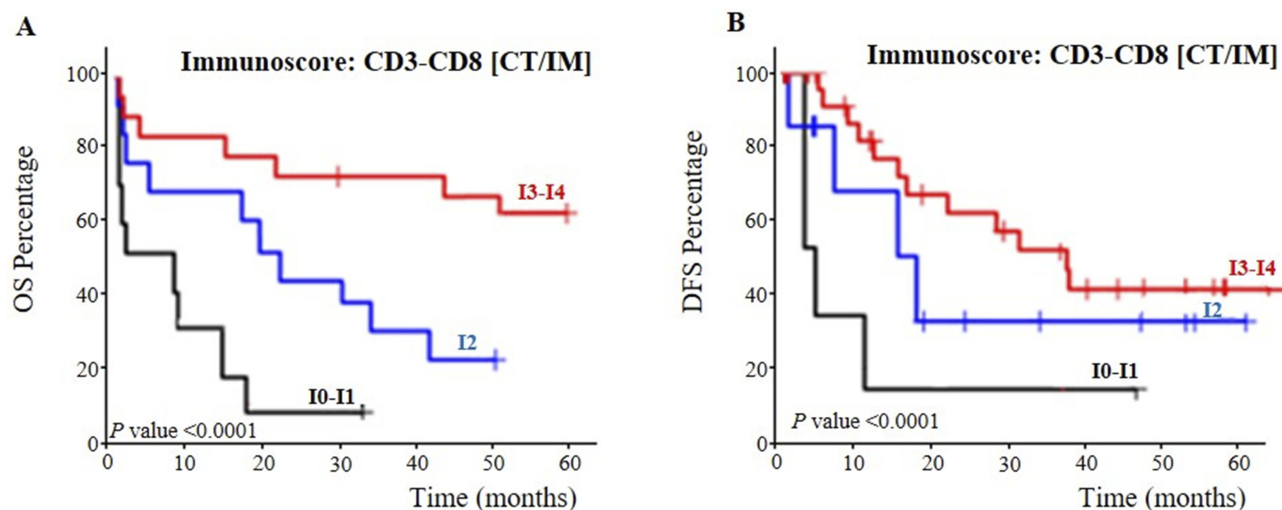 A
Immunoscore: CD3-CD8 [CT/IM]
OS Percentage
100
80
60
40
20
0
I3-I4
I2
I0-I1
P value <0.0001
0 10 20 30 40 50 60
Time (months)
B
Immunoscore: CD3-CD8 [CT/IM]
DFS Percentage
100
80
60
40
20
0
I3-I4
I2
I0-I1
P value <0.0001
0 10 20 30 40 50 60
Time (months)